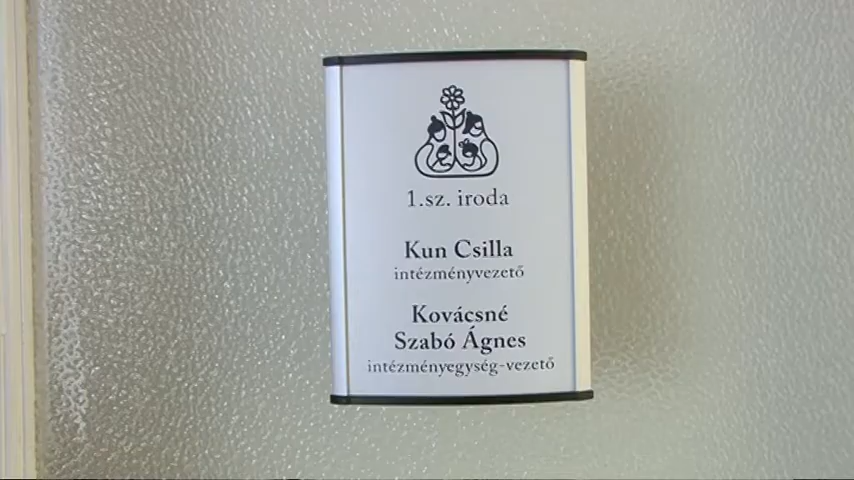 1.sz. iroda
Kun Csilla
intézményvezető
Kovácsné
Szabó Ágnes
intézményegység-vezető